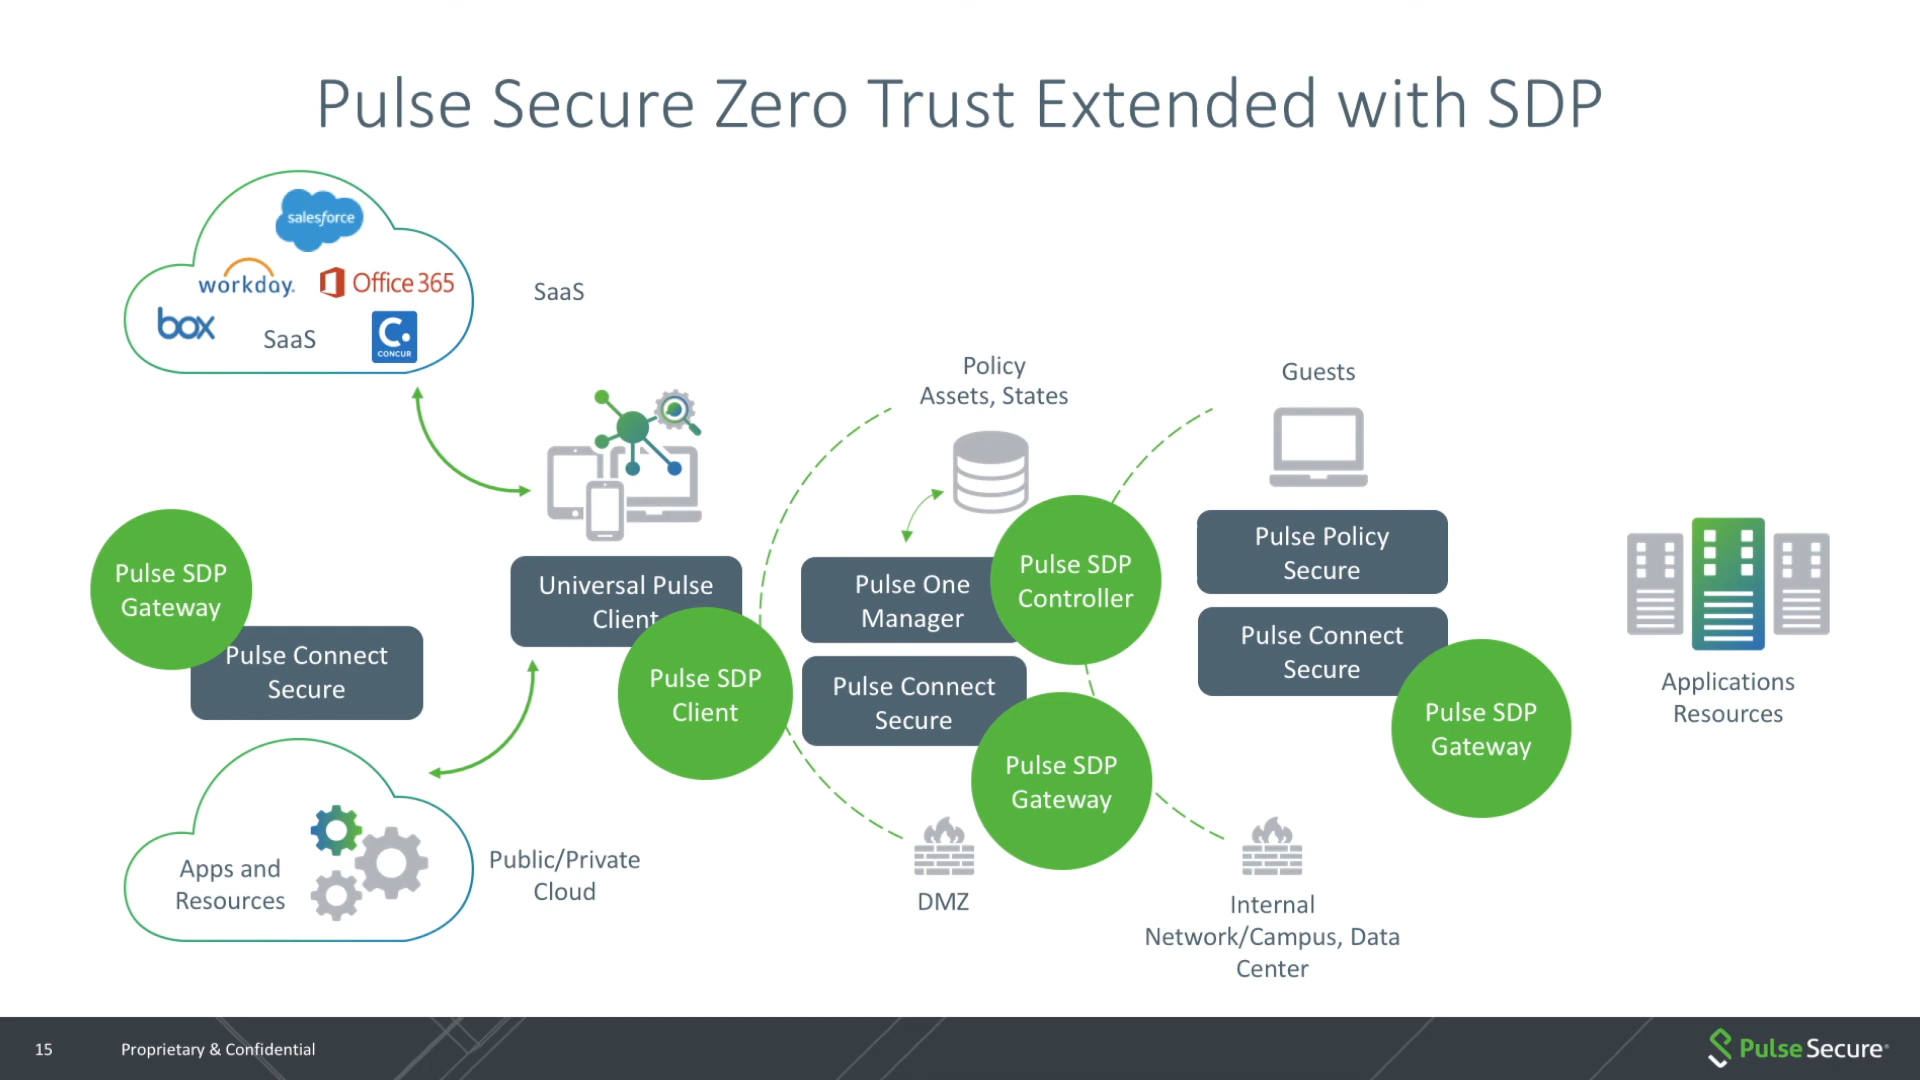 Pulse Secure Zero Trust Extended with SDP
salesforce
workday.
Office 365
box
SaaS
C.
CONCUR
SaaS
Policy
Assets, States
Guests
Pulse SDP
Gateway
Pulse Connect
Secure
Universal Pulse
Client
Pulse SDP
Client
Pulse One
Manager
Pulse SDP
Controller
Pulse Connect
Secure
Pulse SDP
Gateway
Pulse Policy
Secure
Pulse Connect
Secure
Pulse SDP
Gateway
Applications
Resources
Apps and
Resources
Public/Private
Cloud
DMZ
Internal
Network/Campus, Data
Center
15
Proprietary & Confidential
Pulse Secure®